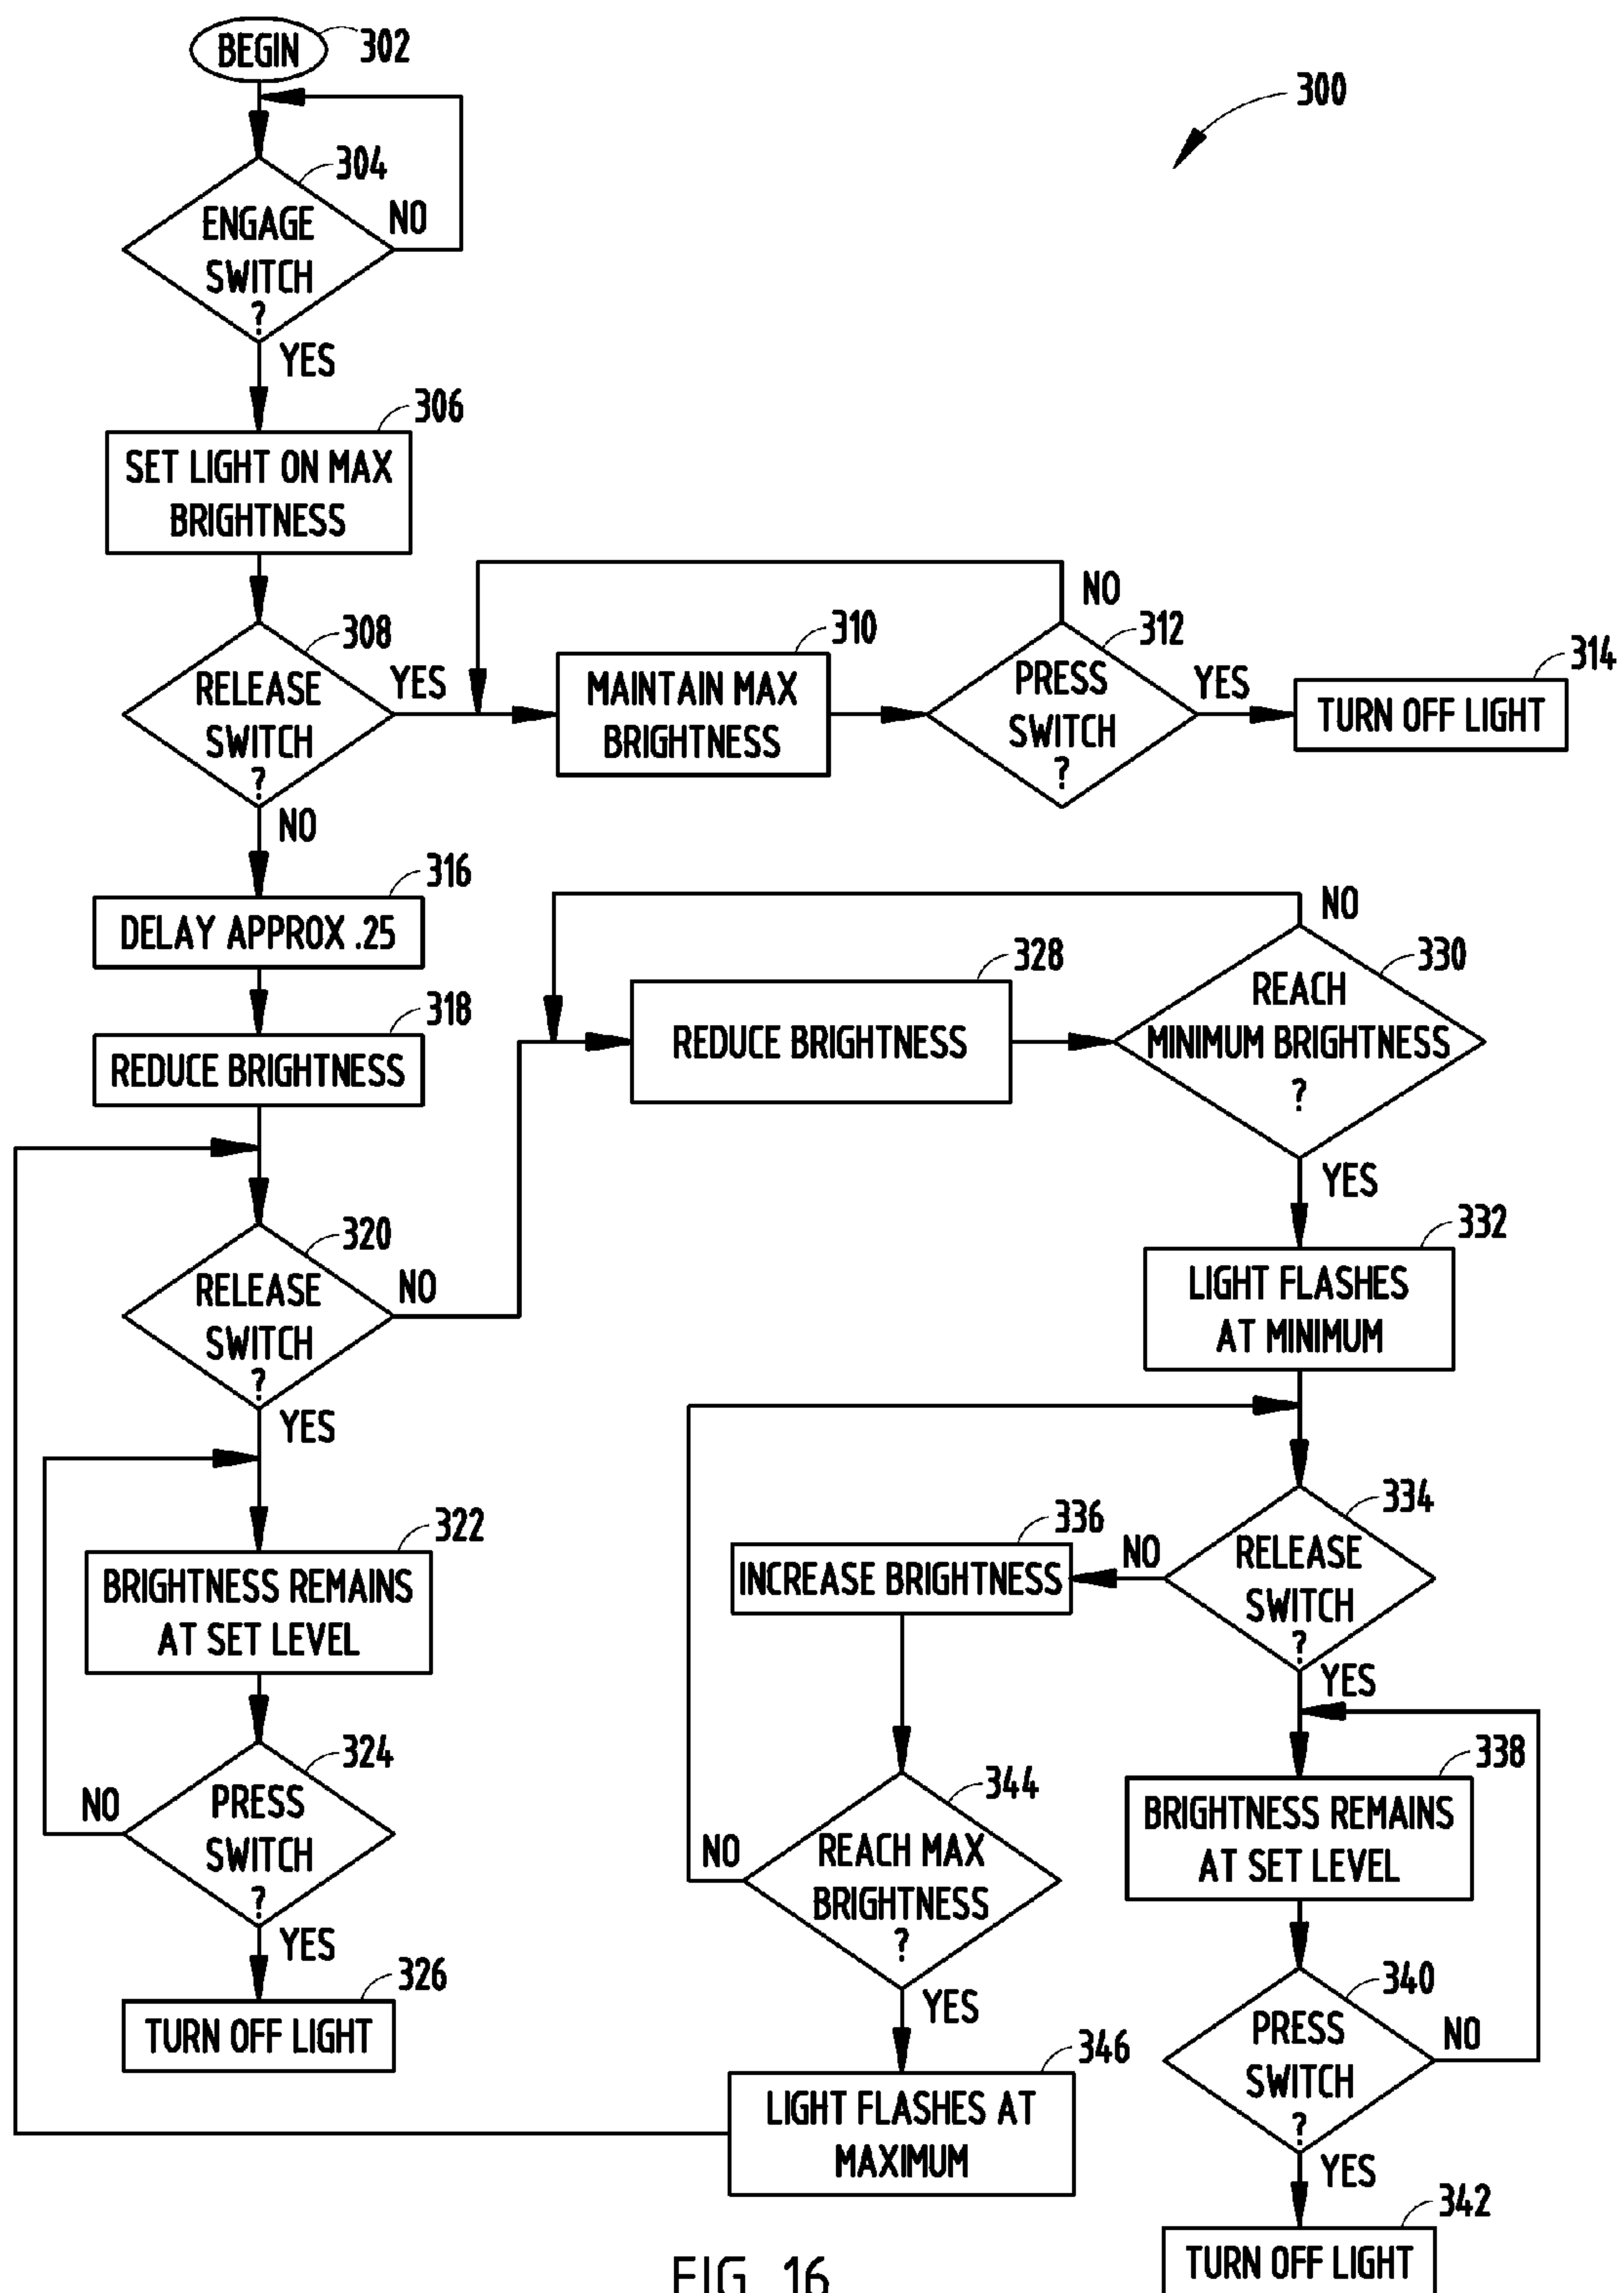 BEGIN
302
300
304
ENGAGE
SWITCH
?
NO
YES
306
SET LIGHT ON MAX
BRIGHTNESS
308
RELEASE
SWITCH
?
YES
NO
310
MAINTAIN MAX
BRIGHTNESS
312
PRESS
SWITCH
?
NO
YES
314
TURN OFF LIGHT
316
DELAY APPROX .25
318
REDUCE BRIGHTNESS
320
RELEASE
SWITCH
?
NO
YES
322
BRIGHTNESS REMAINS
AT SET LEVEL
324
PRESS
SWITCH
?
NO
YES
326
TURN OFF LIGHT
328
REDUCE BRIGHTNESS
330
REACH
MINIMUM BRIGHTNESS
?
NO
YES
332
LIGHT FLASHES
AT MINIMUM
334
RELEASE
SWITCH
?
NO
YES
336
INCREASE BRIGHTNESS
344
REACH MAX
BRIGHTNESS
?
NO
YES
346
LIGHT FLASHES AT
MAXIMUM
338
BRIGHTNESS REMAINS
AT SET LEVEL
340
PRESS
SWITCH
?
NO
YES
342
TURN OFF LIGHT
FIG. 16